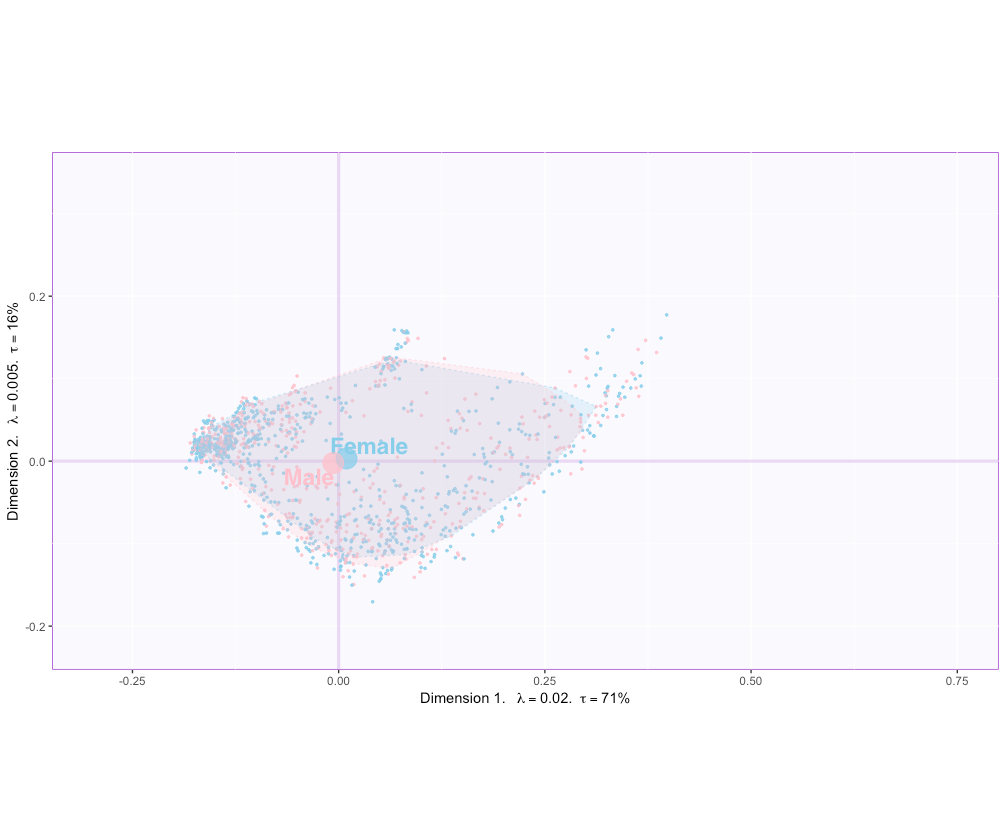 0.2
0.0
-0.2
Dimension 2. λ = 0.005. τ = 16%
Female
Male
-0.25
0.00
0.25
0.50
0.75
Dimension 1. λ = 0.02. τ = 71%